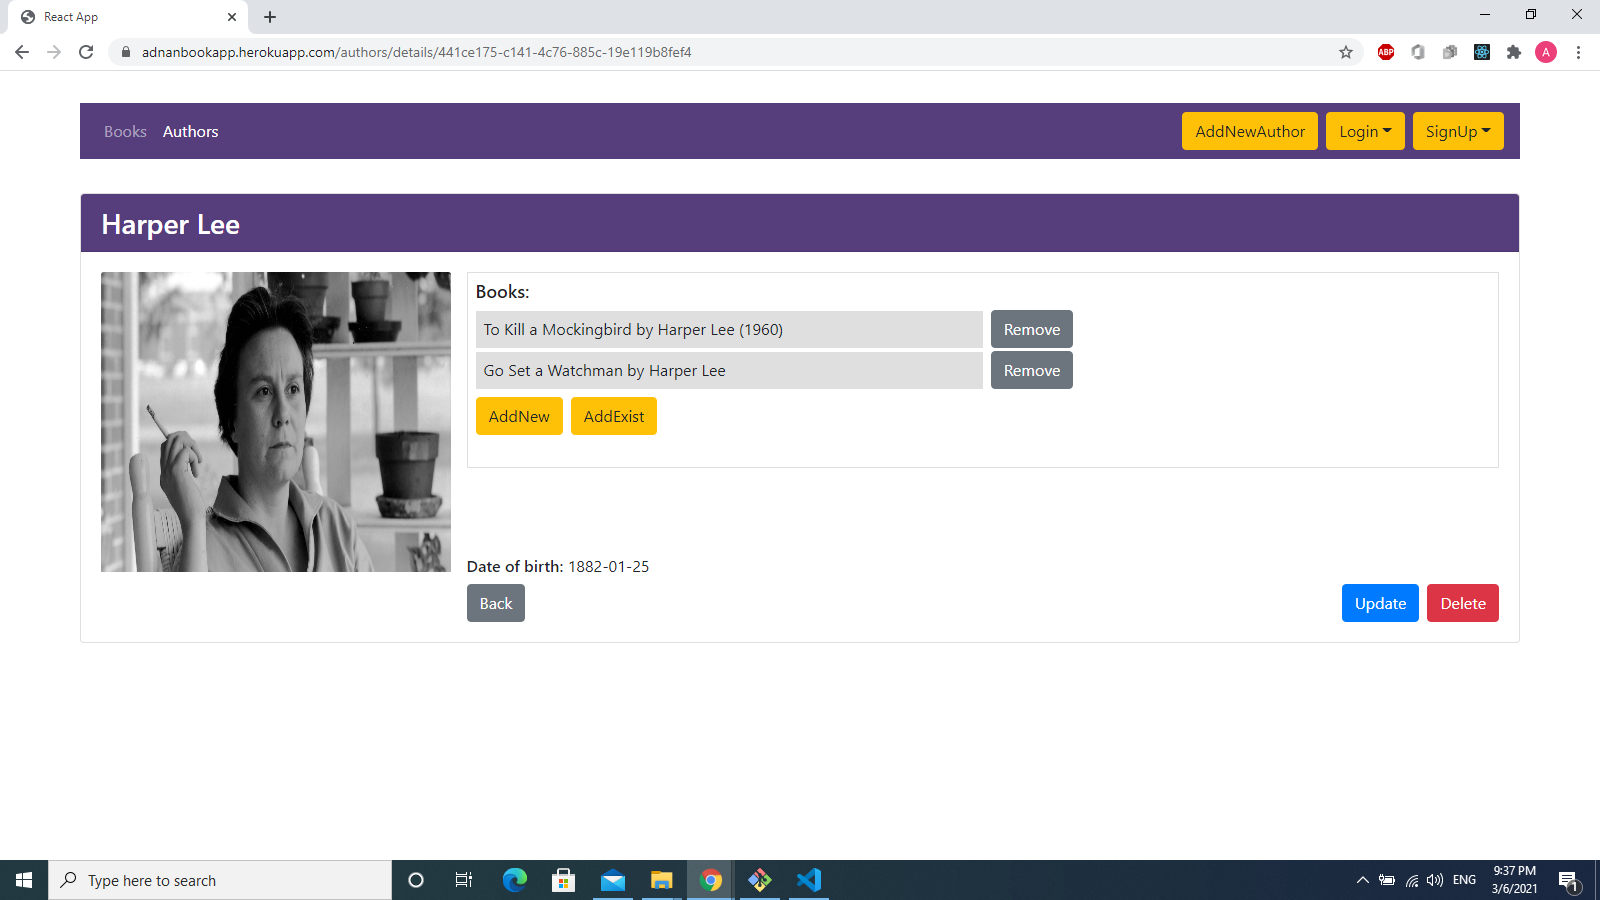 React App
adnanbookapp.herokuapp.com/authors/details/441ce175-c141-4c76-885c-19e119b8fef4
ABP
A
Books Authors AddNewAuthor Login SignUp
Harper Lee
Books:
To Kill a Mockingbird by Harper Lee (1960) Remove
Go Set a Watchman by Harper Lee Remove
AddNew AddExist
Date of birth: 1882-01-25
Back Update Delete
Type here to search
ENG
9:37 PM
3/6/2021
1